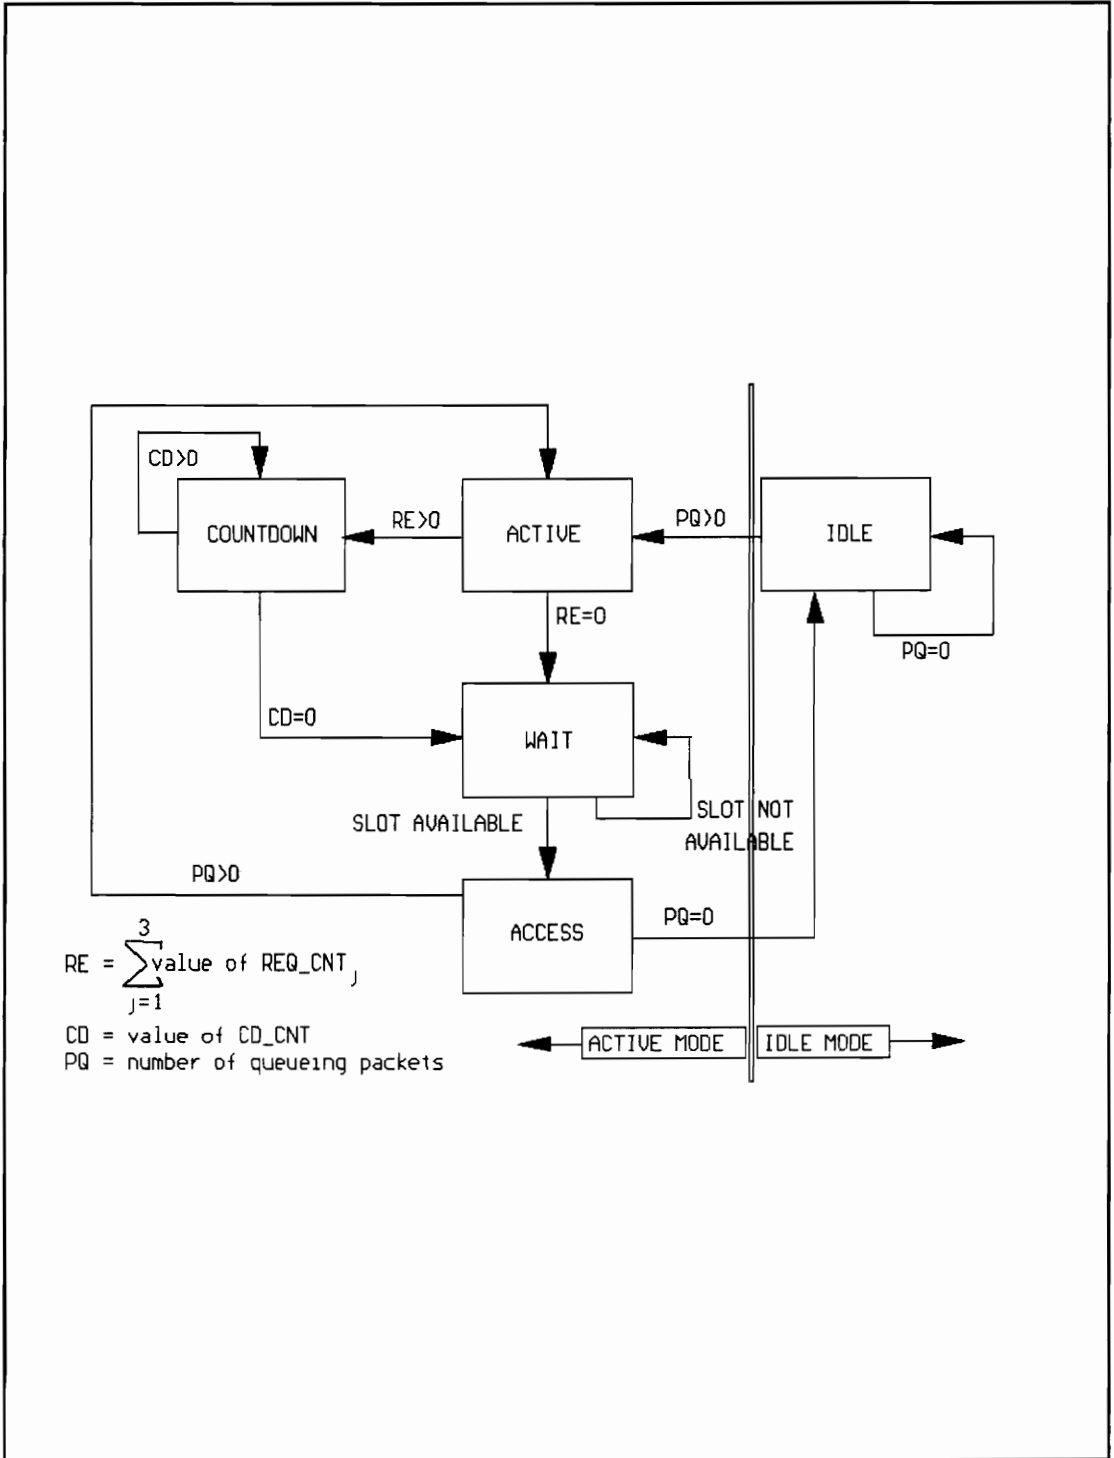 CD>0
COUNTDOWN
RE>0
ACTIVE
PQ>0
IDLE
RE=0
PQ=0
CD=0
WAIT
SLOT AVAILABLE
SLOT NOT
AVAILABLE
PQ>0
ACCESS
PQ=0
3
RE = ∑ value of REQ_CNT j
j=1
CD = value of CD_CNT
PQ = number of queueing packets
ACTIVE MODE
IDLE MODE